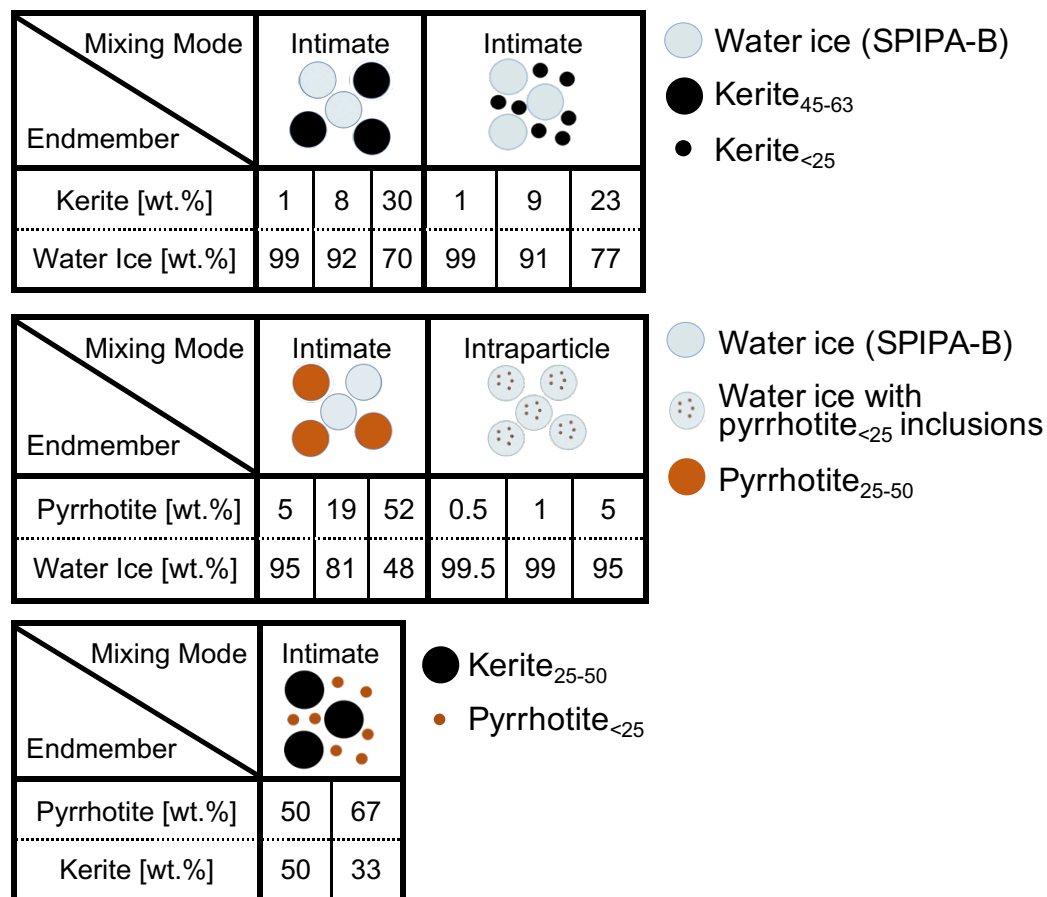 Mixing Mode
Endmember
Intimate
Intimate
Kerite [wt.%] 1 8 30 1 9 23
Water Ice [wt.%] 99 92 70 99 91 77
Water ice (SPIPA-B)
Kerite45-63
Kerite<25
Mixing Mode
Endmember
Intimate
Intraparticle
Pyrrhotite [wt.%] 5 19 52 0.5 1 5
Water Ice [wt.%] 95 81 48 99.5 99 95
Water ice (SPIPA-B)
Water ice with
pyrrhotite<25 inclusions
Pyrrhotite25-50
Mixing Mode
Endmember
Intimate
Pyrrhotite [wt.%] 50 67
Kerite [wt.%] 50 33
Kerite25-50
Pyrrhotite<25